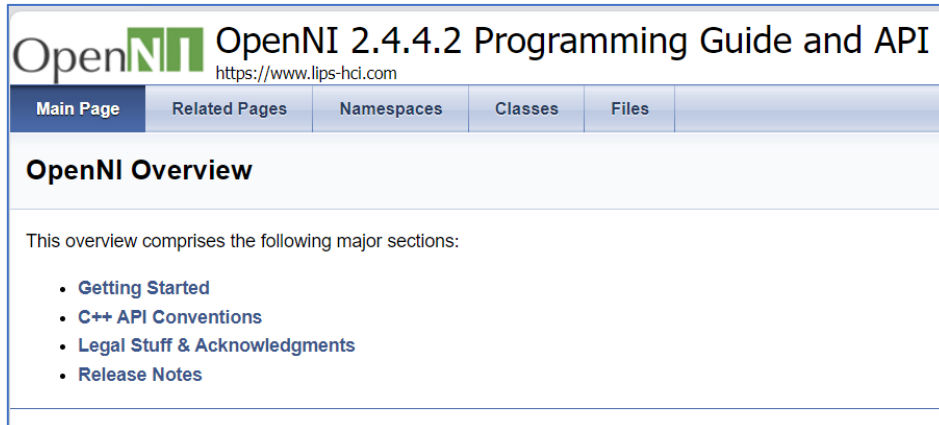 OpenNI
OpenNI 2.4.4.2 Programming Guide and API
https://www.lips-hci.com
Main Page
Related Pages
Namespaces
Classes
Files
OpenNI Overview
This overview comprises the following major sections:
Getting Started
C++ API Conventions
Legal Stuff & Acknowledgments
Release Notes